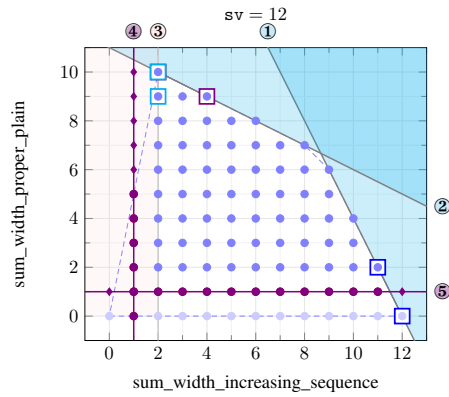 sv = 12
④ ③ ①
10
8
6
4
2
0
②
⑤
0 2 4 6 8 10 12
sum_width_increasing_sequence
sum_width_proper_plain